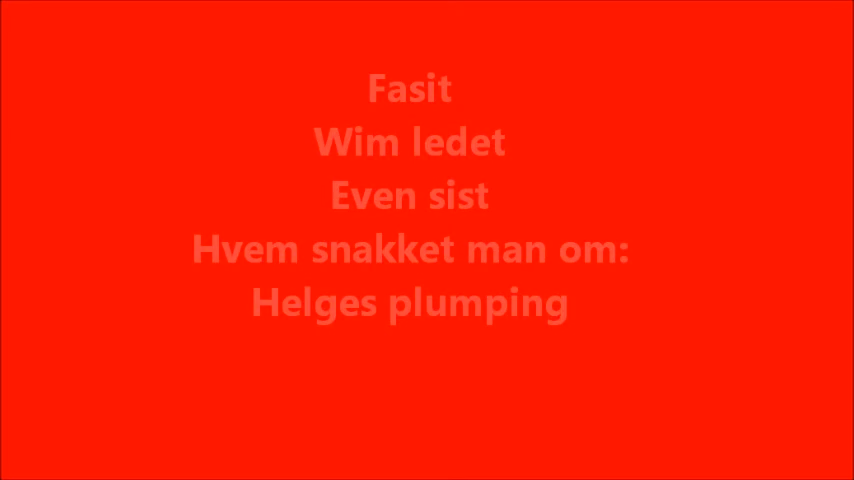 Fasit
Wim ledet
Even sist
Hvem snakket man om:
Helges plumping